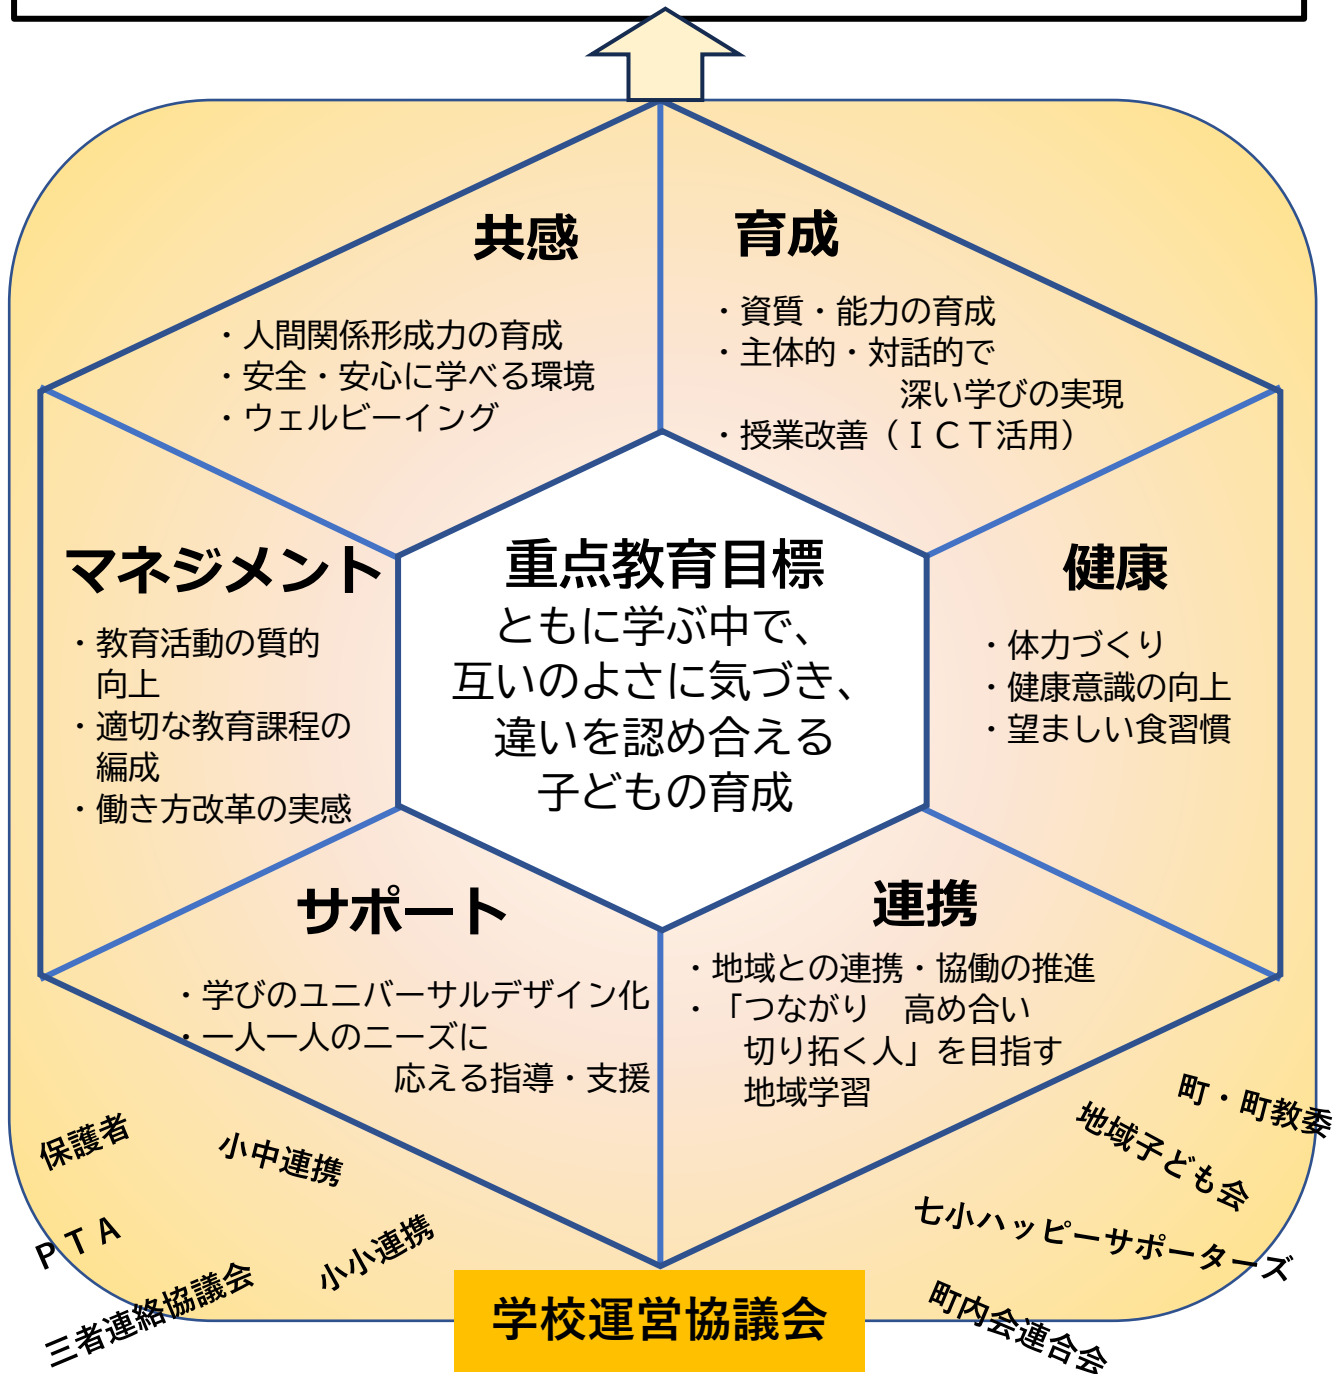 共感
・人間関係形成力の育成
・安全・安心に学べる環境
・ウェルビーイング
育成
・資質・能力の育成
・主体的・対話的で
深い学びの実現
・授業改善（ＩＣＴ活用）
マネジメント
・教育活動の質的
向上
・適切な教育課程の
編成
・働き方改革の実感
重点教育目標
ともに学ぶ中で、
互いのよさに気づき、
違いを認め合える
子どもの育成
健康
・体力づくり
・健康意識の向上
・望ましい食習慣
サポート
・学びのユニバーサルデザイン化
・一人一人のニーズに
応える指導・支援
連携
・地域との連携・協働の推進
・「つながり　高め合い
切り拓く人」を目指す
地域学習
保護者
小中連携
ＰＴＡ
小小連携
三者連絡協議会
学校運営協議会
町・町教委
地域子ども会
七小ハッピーサポーターズ
町内会連合会